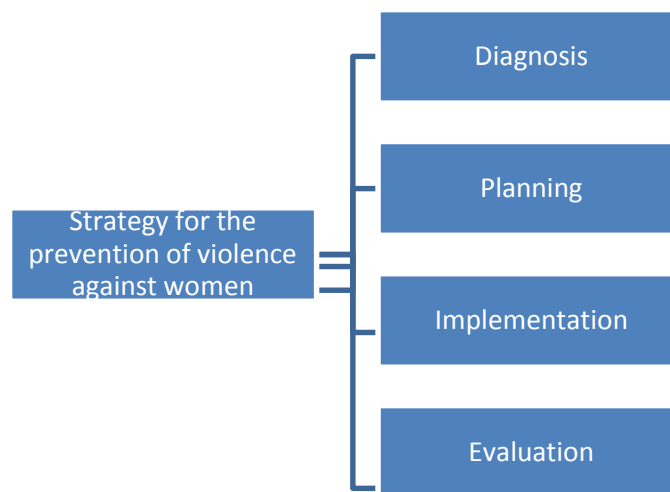 Diagnosis
Planning
Strategy for the
prevention of violence
against women
Implementation
Evaluation